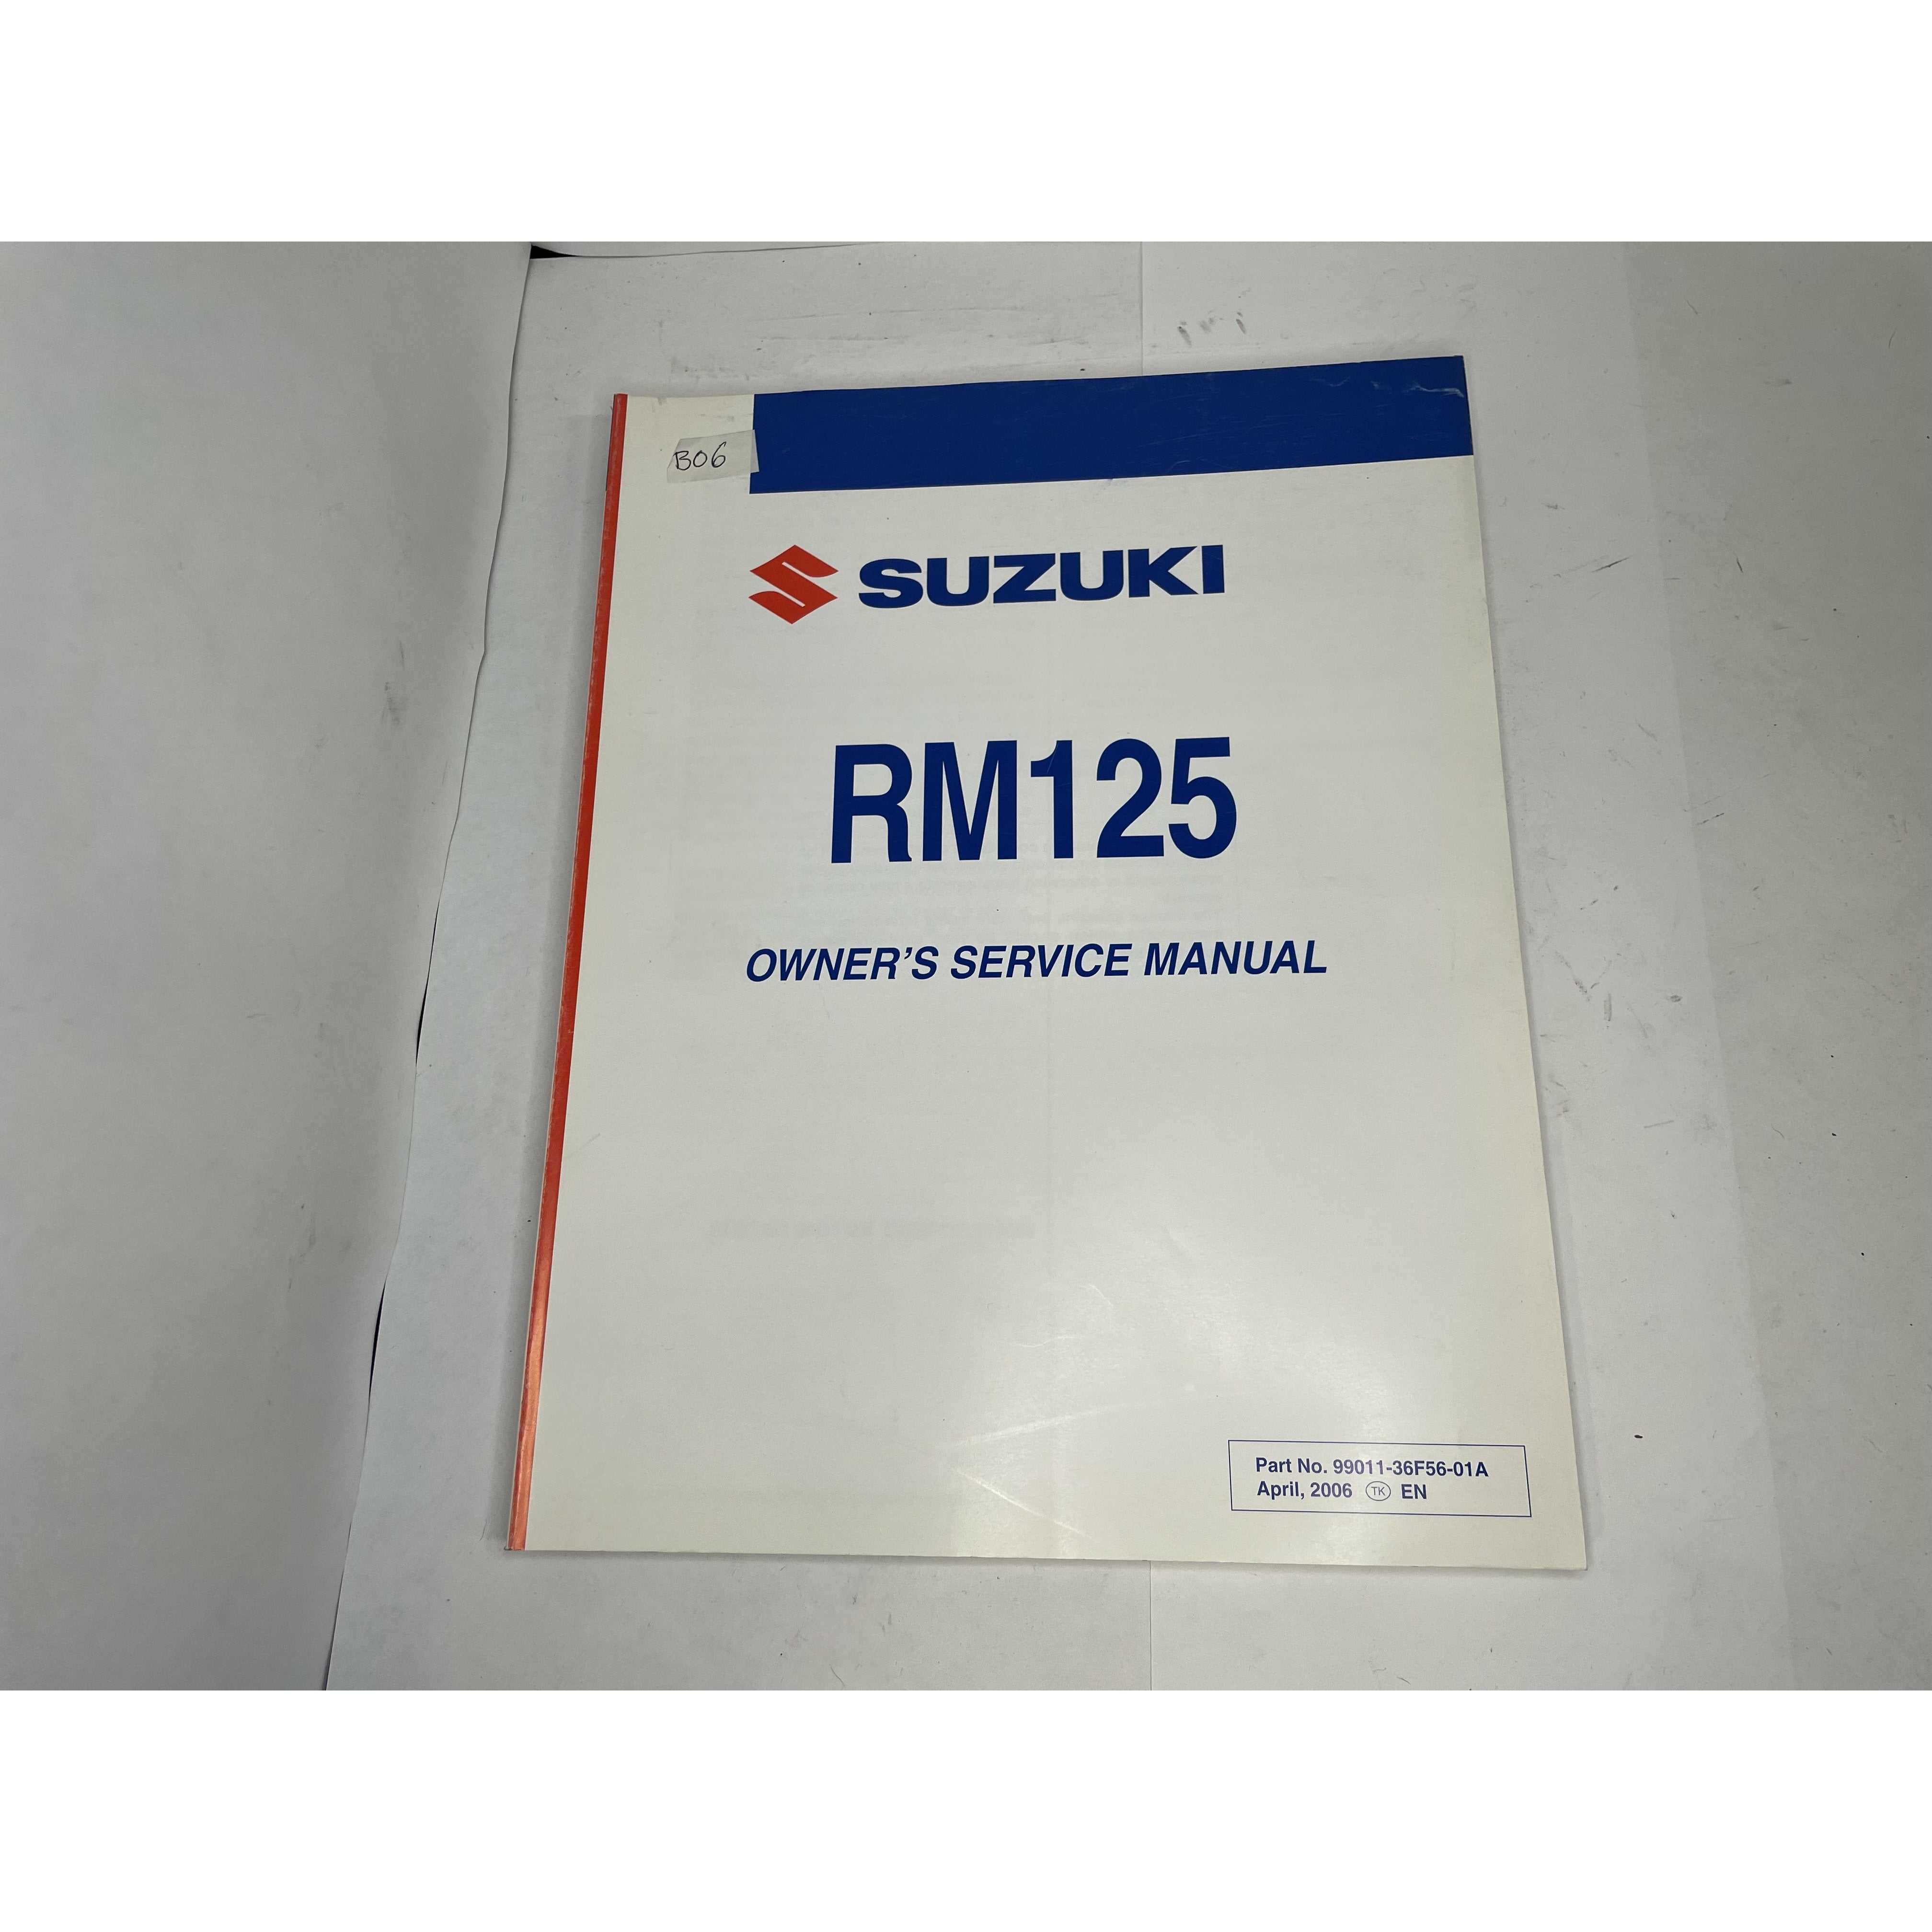 B06
SUZUKI
RM125
OWNER'S SERVICE MANUAL
Part No. 99011-36F56-01A
April, 2006 TK EN